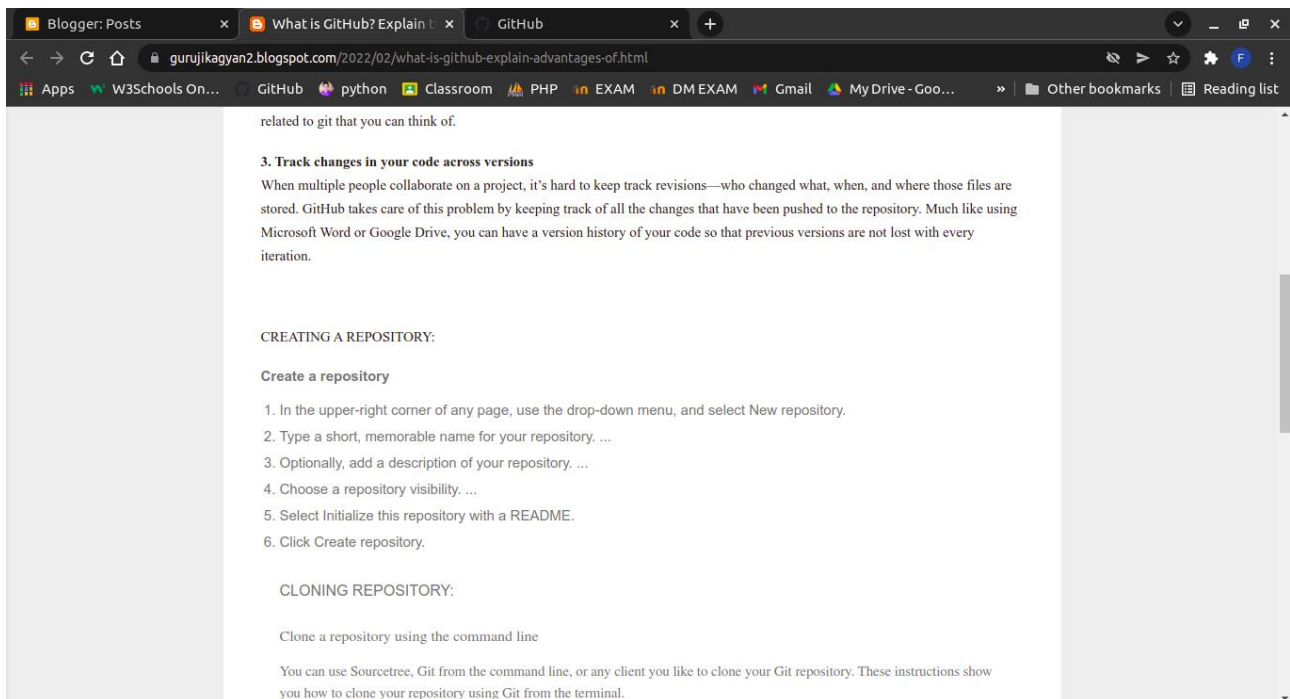 Blogger: Posts
What is GitHub? Explain t
GitHub
gurujikagyan2.blogspot.com/2022/02/what-is-github-explain-advantages-of.html
F
Apps W3Schools On... GitHub python Classroom PHP EXAM DM EXAM Gmail My Drive - Goo... » Other bookmarks Reading list
related to git that you can think of.
3. Track changes in your code across versions
When multiple people collaborate on a project, it’s hard to keep track revisions—who changed what, when, and where those files are
stored. GitHub takes care of this problem by keeping track of all the changes that have been pushed to the repository. Much like using
Microsoft Word or Google Drive, you can have a version history of your code so that previous versions are not lost with every
iteration.
CREATING A REPOSITORY:
Create a repository
1. In the upper-right corner of any page, use the drop-down menu, and select New repository.
2. Type a short, memorable name for your repository. ...
3. Optionally, add a description of your repository. ...
4. Choose a repository visibility. ...
5. Select Initialize this repository with a README.
6. Click Create repository.
CLONING REPOSITORY:
Clone a repository using the command line
You can use Sourcetree, Git from the command line, or any client you like to clone your Git repository. These instructions show
you how to clone your repository using Git from the terminal.